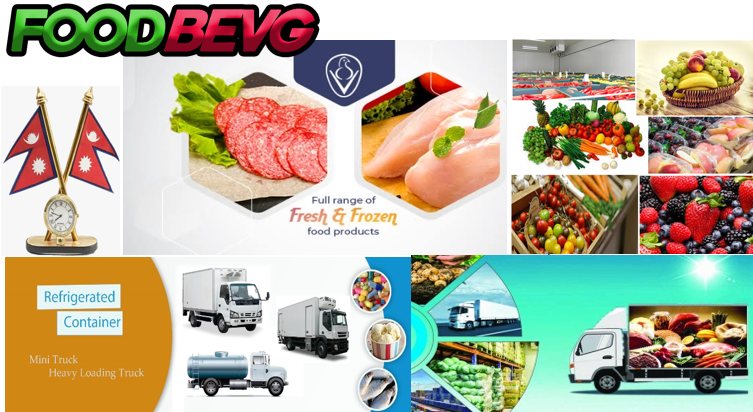 FOODBEVG
Full range of
Fresh & Frozen
food products
Refrigerated
Container
Mini Truck
Heavy Loading Truck